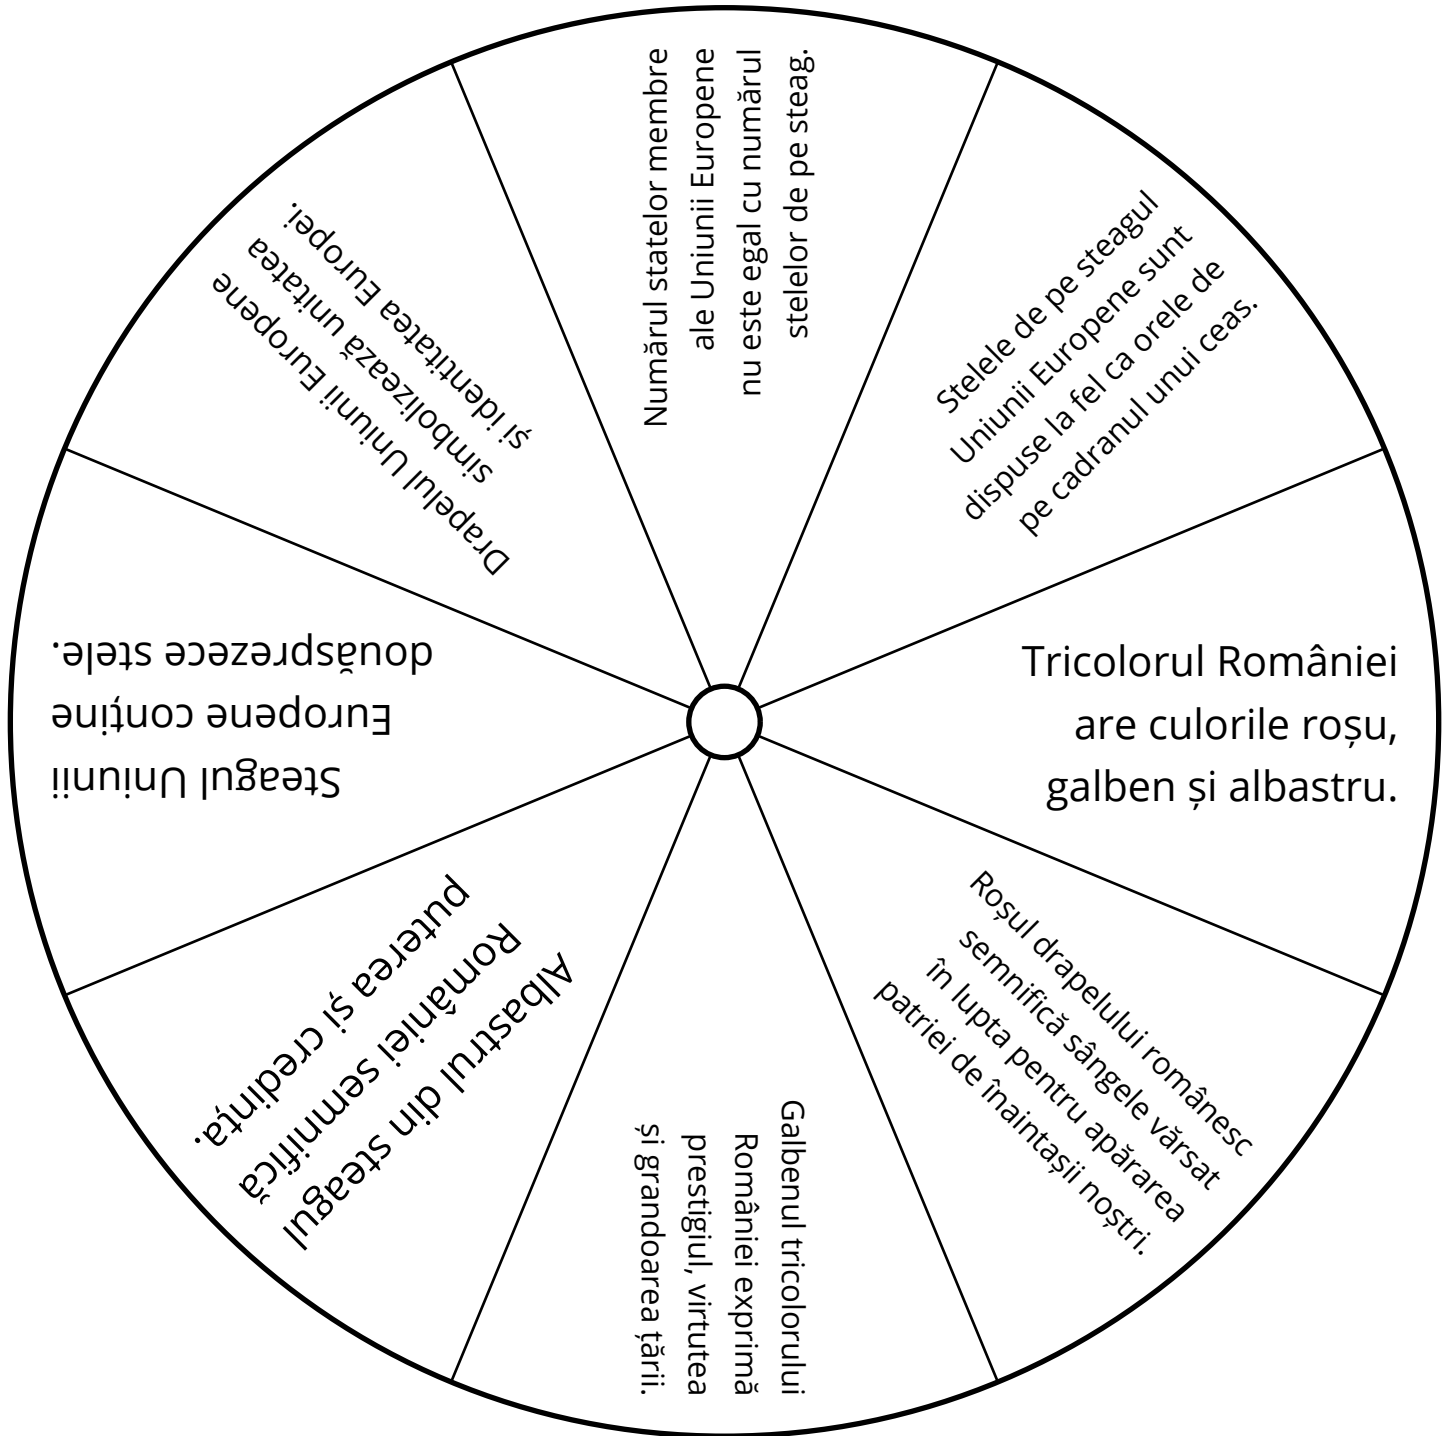 Numărul statelor membre
ale Uniunii Europene
nu este egal cu numărul
stelelor de pe steag.
Stelele de pe steagul
Uniunii Europene sunt
dispuse la fel ca orele de
pe cadranul unui ceas.
Tricolorul României
are culorile roșu,
galben și albastru.
Roșul drapelului românesc
semnifică sângele vărsat
în lupta pentru apărarea
patriei de înaintașii noștri.
Galbenul tricolorului
României exprimă
prestigiul, virtutea
și grandoarea țării.
Albastrul din steagul
României semnifică
puterea și credința.
Steagul Uniunii
Europene conține
douăsprezece stele.
Drapelul Uniunii Europene
simbolizează unitatea
și identitatea Europei.